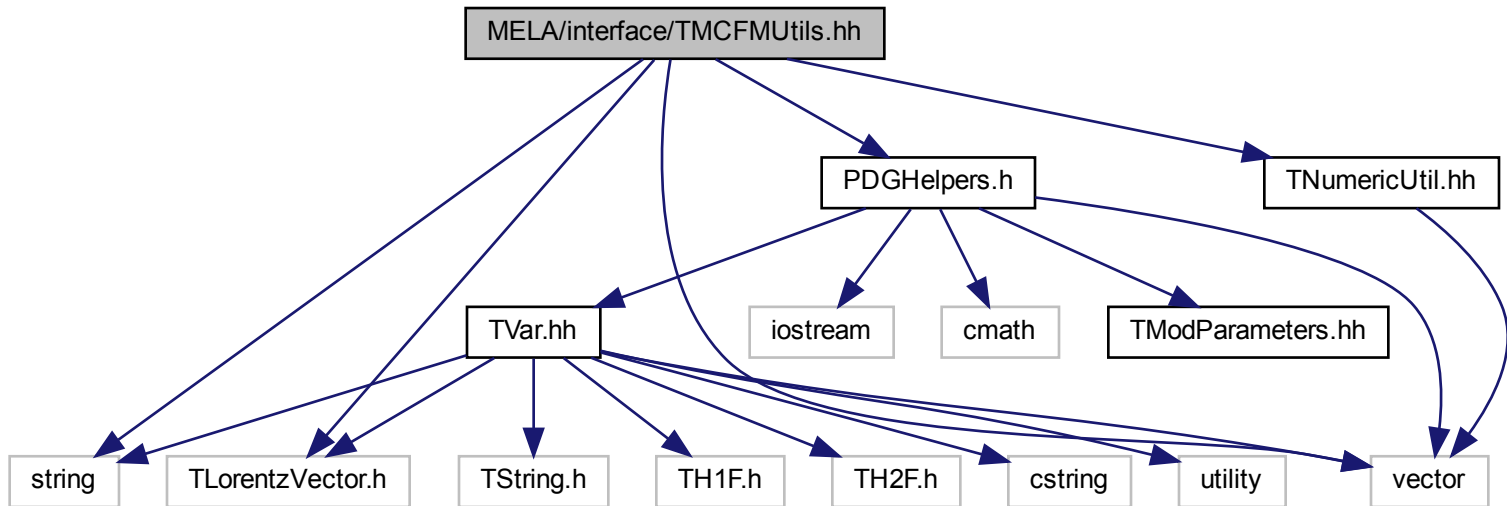 MELA/interface/TMCFMUtils.hh
PDGHelpers.h
TNumericUtil.hh
TVar.hh
iostream
cmath
TModParameters.hh
string
TLorentzVector.h
TString.h
TH1F.h
TH2F.h
cstring
utility
vector